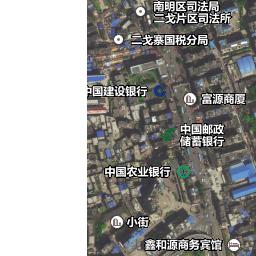 南明区司法局
二戈片区司法所
二戈寨国税分局
中国建设银行
富源商厦
中国邮政
储蓄银行
中国农业银行
小街
鑫和源商务宾馆